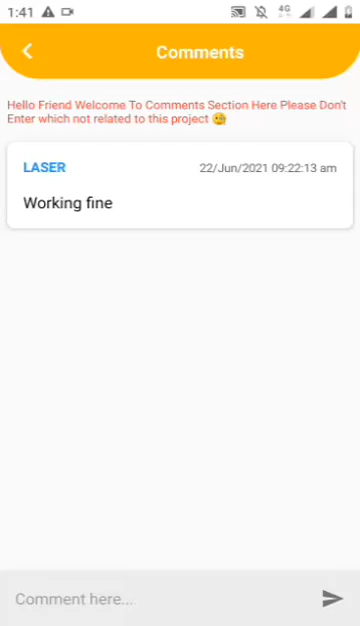 1:41
4G
Comments
Hello Friend Welcome To Comments Section Here Please Don't
Enter which not related to this project 🧐
LASER
22/Jun/2021 09:22:13 am
Working fine
Comment here...